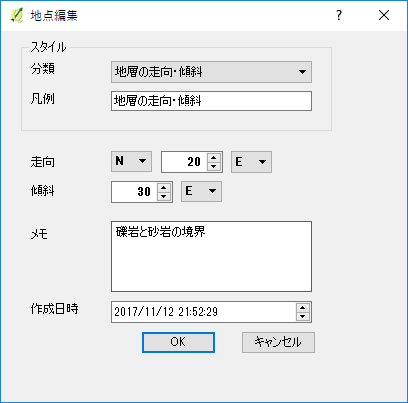 地点編集
スタイル
分類 地層の走向・傾斜
凡例 地層の走向・傾斜
走向 N 20 E
傾斜 30 E
メモ 礫岩と砂岩の境界
作成日時 2017/11/12 21:52:29
OK キャンセル